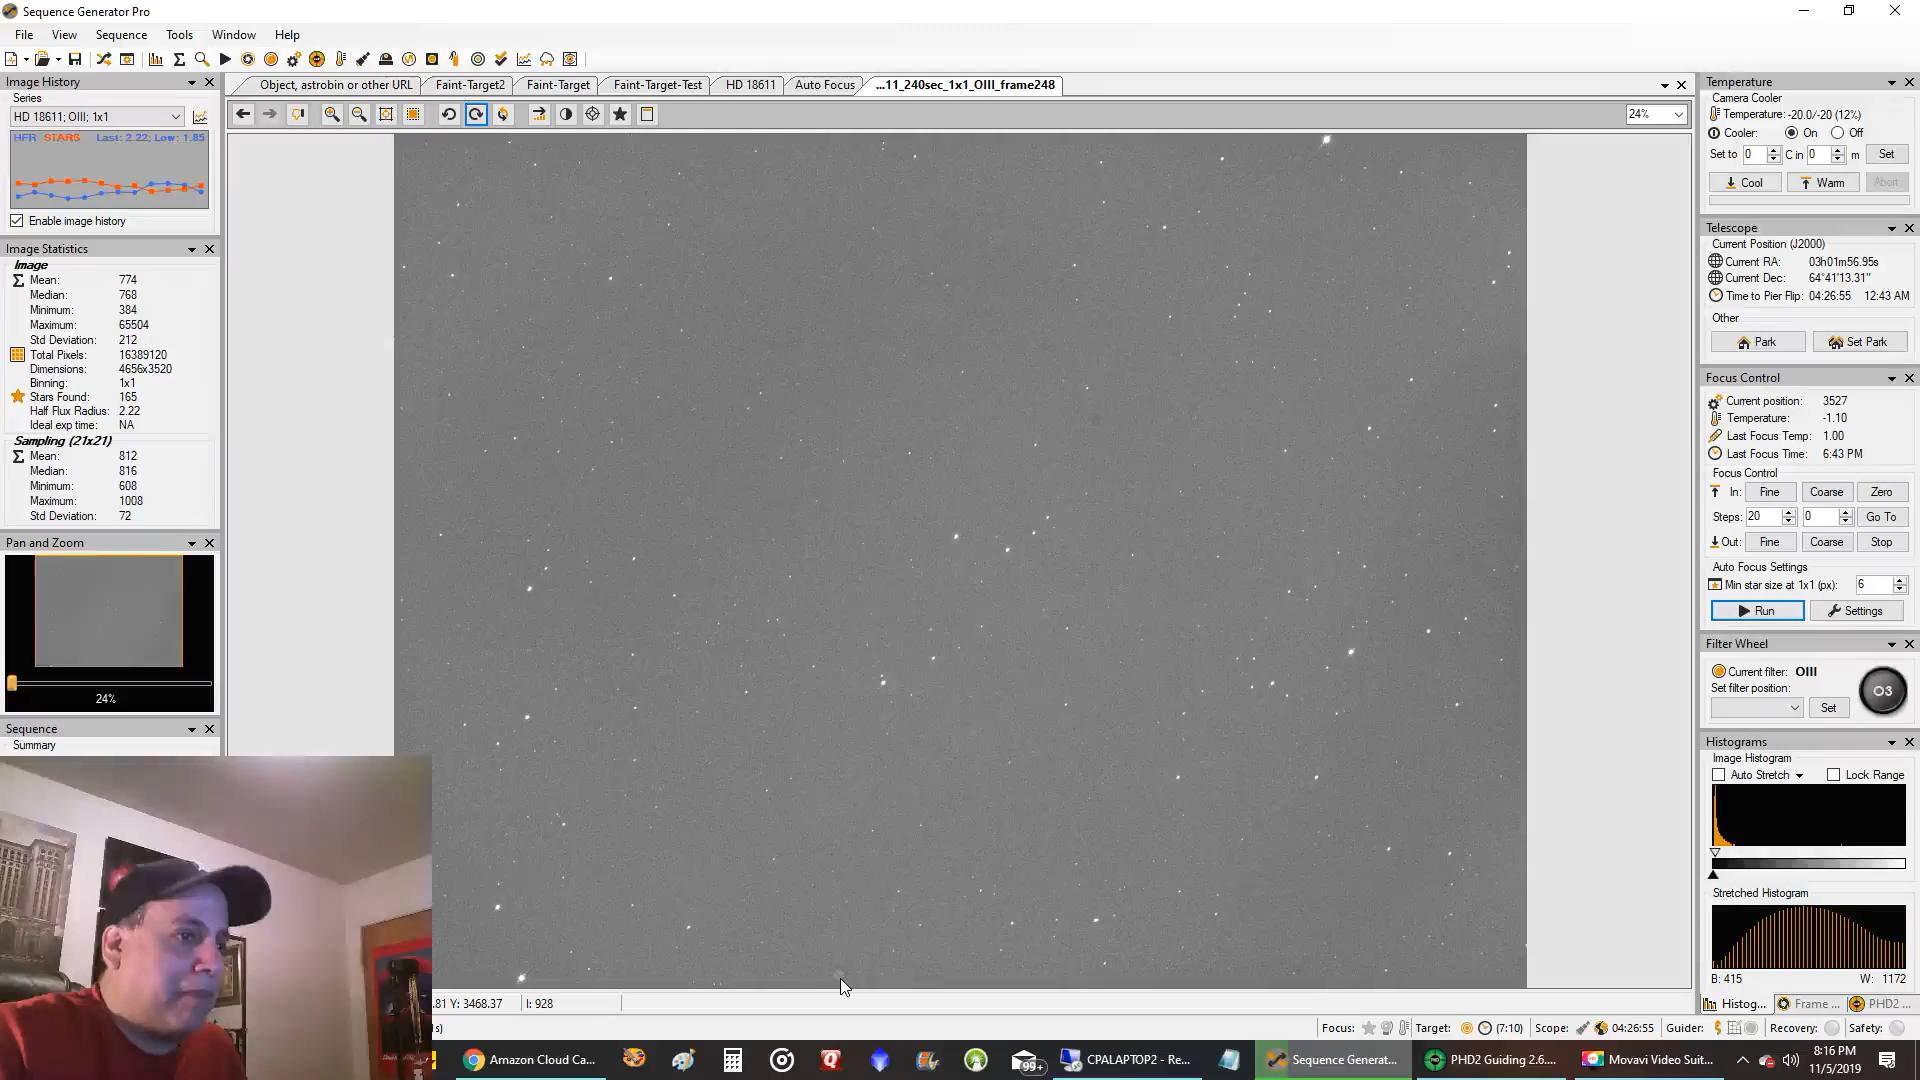 Sequence Generator Pro
File View Sequence Tools Window Help
Image History
Series
HD 18611; OIII; 1x1
HFR STARS Last: 2.22; Low: 1.85
Enable image history
Image Statistics
Image
Mean: 774
Median: 768
Minimum: 384
Maximum: 65504
Std Deviation: 212
Total Pixels: 16389120
Dimensions: 4656x3520
Binning: 1x1
Stars Found: 165
Half Flux Radius: 2.22
Ideal exp time: NA
Sampling (21x21)
Mean: 812
Median: 816
Minimum: 608
Maximum: 1008
Std Deviation: 72
Pan and Zoom
24%
Sequence
Summary
Object, astrobin or other URL Faint-Target2 Faint-Target Faint-Target-Test HD 18611 Auto Focus ...11_240sec_1x1_OIII_frame248
24%
.81 Y: 3468.37 I: 928
s)
Temperature
Camera Cooler
Temperature: -20.0/-20 (12%)
Cooler: On Off
Set to 0 C in 0 m Set
Cool Warm Abort
Telescope
Current Position (J2000)
Current RA: 03h01m56.95s
Current Dec: 64°41'13.31"
Time to Pier Flip: 04:26:55 12:43 AM
Other
Park Set Park
Focus Control
Current position: 3527
Temperature: -1.10
Last Focus Temp: 1.00
Last Focus Time: 6:43 PM
Focus Control
In: Fine Coarse Zero
Steps: 20 0 Go To
Out: Fine Coarse Stop
Auto Focus Settings
Min star size at 1x1 (px): 6
Run Settings
Filter Wheel
Current filter: OIII
Set filter position:
Set
O3
Histograms
Image Histogram
Auto Stretch Lock Range
Stretched Histogram
B: 415 W: 1172
Histog... Frame ... PHD2 ...
Focus: Target: (7:10) Scope: 04:26:55 Guider: Recovery: Safety:
Amazon Cloud Ca... 99+ CPALAPTOP2 - Re... Sequence Generat... PHD2 Guiding 2.6.... Movavi Video Suit...
8:16 PM
11/5/2019